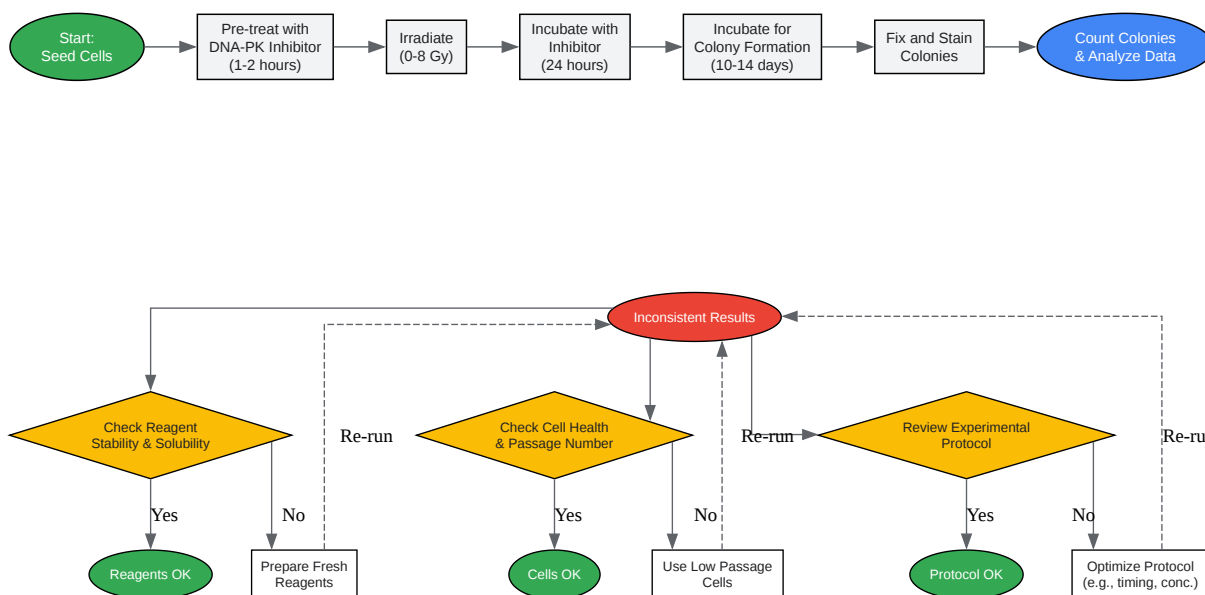 Start:
Seed Cells
Pre-treat with
DNA-PK Inhibitor
(1-2 hours)
Irradiate
(0-8 Gy)
Incubate with
Inhibitor
(24 hours)
Incubate for
Colony Formation
(10-14 days)
Fix and Stain
Colonies
Count Colonies
& Analyze Data
Inconsistent Results
Check Reagent
Stability & Solubility
Re-run
Check Cell Health
& Passage Number
Re-run
Review Experimental
Protocol
Re-ru
Yes
No
Yes
No
Yes
No
Reagents OK
Prepare Fresh
Reagents
Cells OK
Use Low Passage
Cells
Protocol OK
Optimize Protocol
(e.g., timing, conc.)